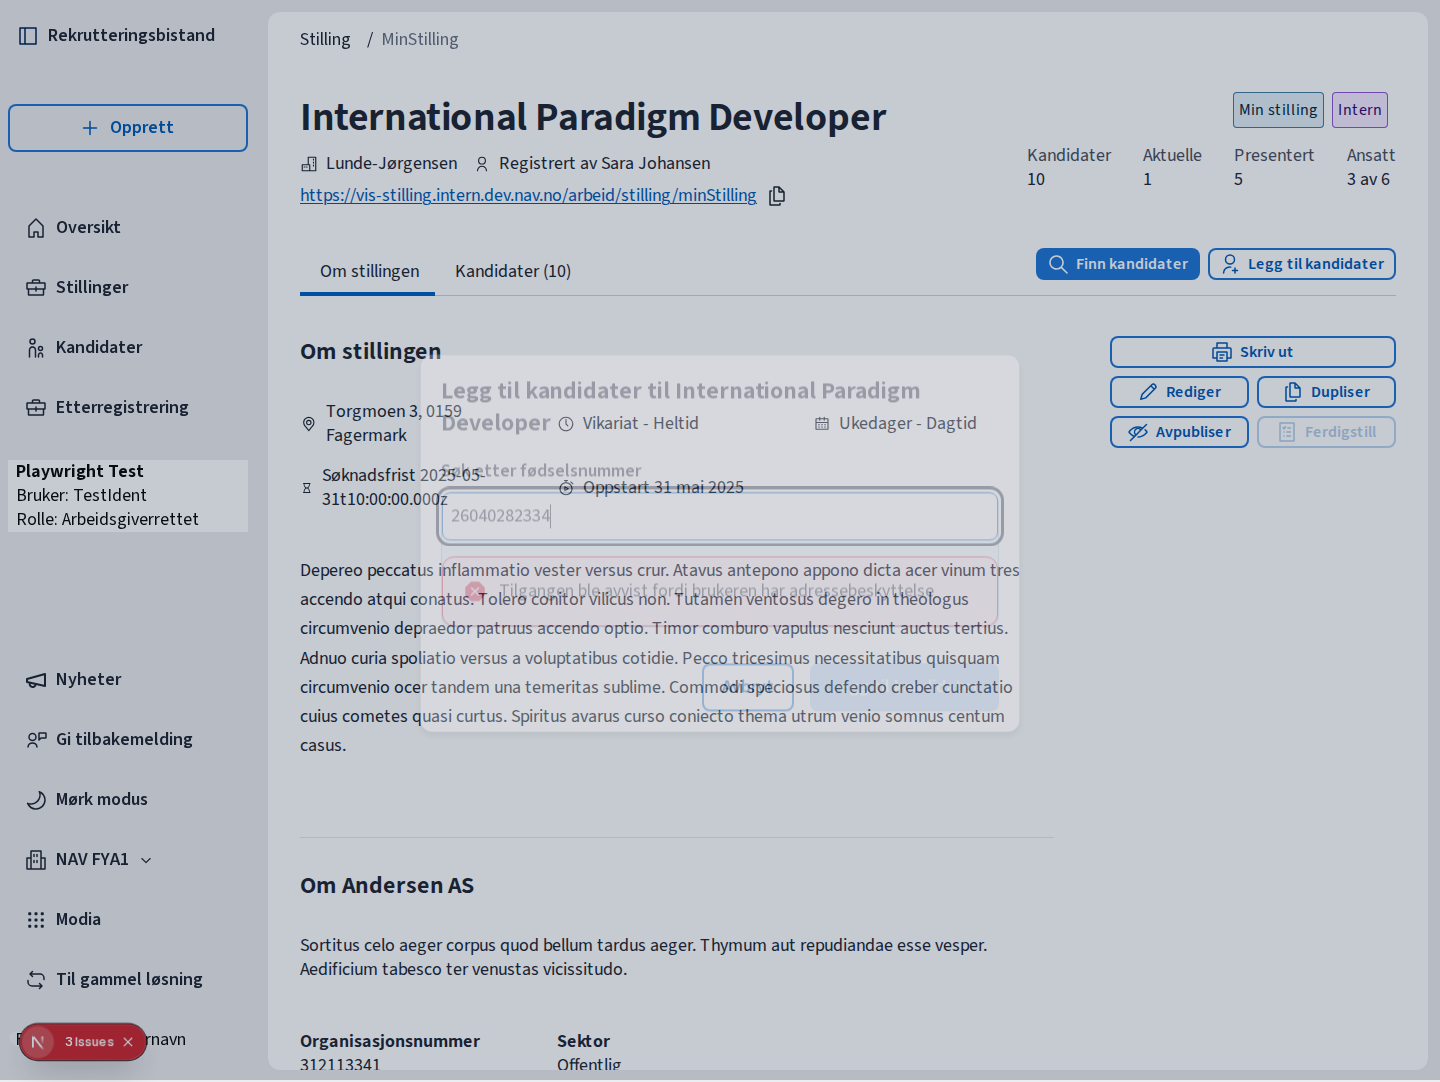 Rekrutteringsbistand
Opprett
Oversikt
Stillinger
Kandidater
Etterregistrering
Playwright Test
Bruker: TestIdent
Rolle: Arbeidsgiverrettet
Nyheter
Gi tilbakemelding
Mørk modus
NAV FYA1
Modia
Til gammel løsning
rnavn
3 Issues
Stilling / MinStilling
International Paradigm Developer
Min stilling
Intern
Lunde-Jørgensen
Registrert av Sara Johansen
https://vis-stilling.intern.dev.nav.no/arbeid/stilling/minStilling
Kandidater
10
Aktuelle
1
Presentert
5
Ansatt
3 av 6
Om stillingen
Kandidater (10)
Finn kandidater
Legg til kandidater
Om stillingen
Skriv ut
Rediger
Dupliser
Avpubliser
Ferdigstill
Torgmoen 3, 0159
Fagermark
Vikariat - Heltid
Ukedager - Dagtid
Søknadsfrist 2025-05-
31t10:00:00.000z
Oppstart 31 mai 2025
Legg til kandidater til International Paradigm
Developer
Søk etter fødselsnummer
26040282334
Tilgangen ble avvist fordi brukeren har adressebeskyttelse
Avbryt
Depereo peccatus inflammatio vester versus crur. Atavus antepono appono dicta acer vinum tres
accendo atqui conatus. Tolero conitor vilicus non. Tutamen ventosus degero in theologus
circumvenio depraedor patruus accendo optio. Timor comburo vapulus nesciunt auctus tertius.
Adnuo curia spoliatio versus a voluptatibus cotidie. Pecco tricesimus necessitatibus quisquam
circumvenio ocer tandem una temeritas sublime. Commodi speciosus defendo creber cunctatio
cuius cometes quasi curtus. Spiritus avarus curso coniecto thema utrum venio somnus centum
casus.
Om Andersen AS
Sortitus celo aeger corpus quod bellum tardus aeger. Thymum aut repudiandae esse vesper.
Aedificium tabesco ter venustas vicissitudo.
Organisasjonsnummer
312113341
Sektor
Offentlig